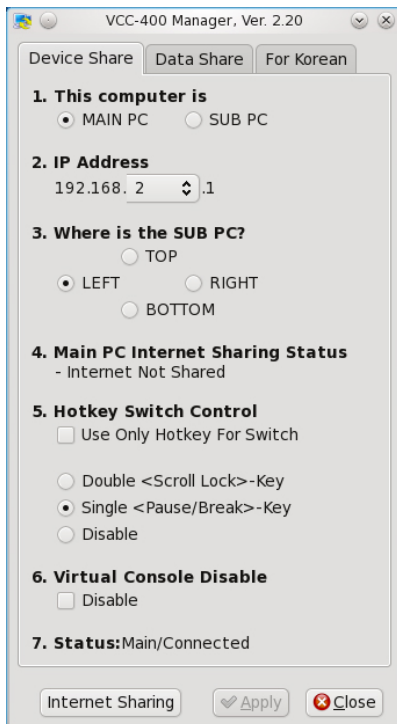 VCC-400 Manager, Ver. 2.20
Device Share Data Share For Korean
1. This computer is
MAIN PC SUB PC
2. IP Address
192.168. 2 .1
3. Where is the SUB PC?
TOP
LEFT RIGHT
BOTTOM
4. Main PC Internet Sharing Status
- Internet Not Shared
5. Hotkey Switch Control
Use Only Hotkey For Switch
Double <Scroll Lock>-Key
Single <Pause/Break>-Key
Disable
6. Virtual Console Disable
Disable
7. Status:Main/Connected
Internet Sharing Apply Close